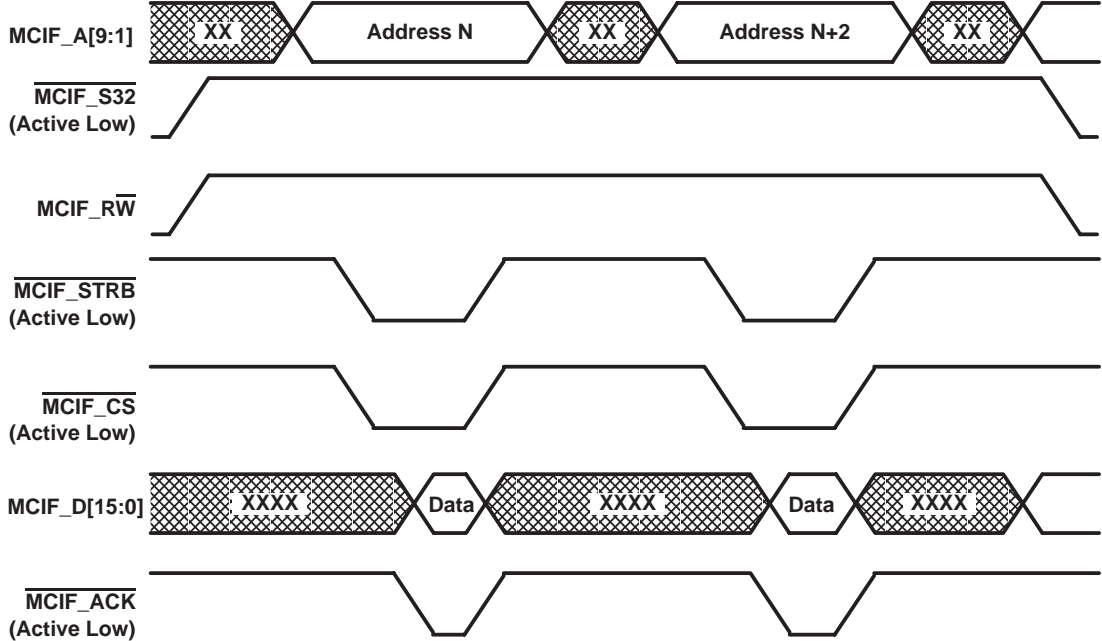 MCIF_A[9:1] XX Address N XX Address N+2 XX
MCIF_S32
(Active Low)
MCIF_RW
MCIF_STRB
(Active Low)
MCIF_CS
(Active Low)
MCIF_D[15:0] XXXX Data XXXX Data XXXX
MCIF_ACK
(Active Low)